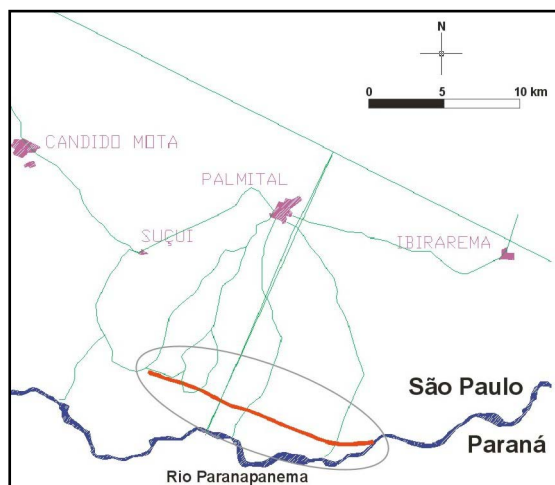 N
0 5 10 km
CANDIDO MOTA
PALMITAL
SUÇUI
IBIRAREMA
São Paulo
Paraná
Rio Paranapanema